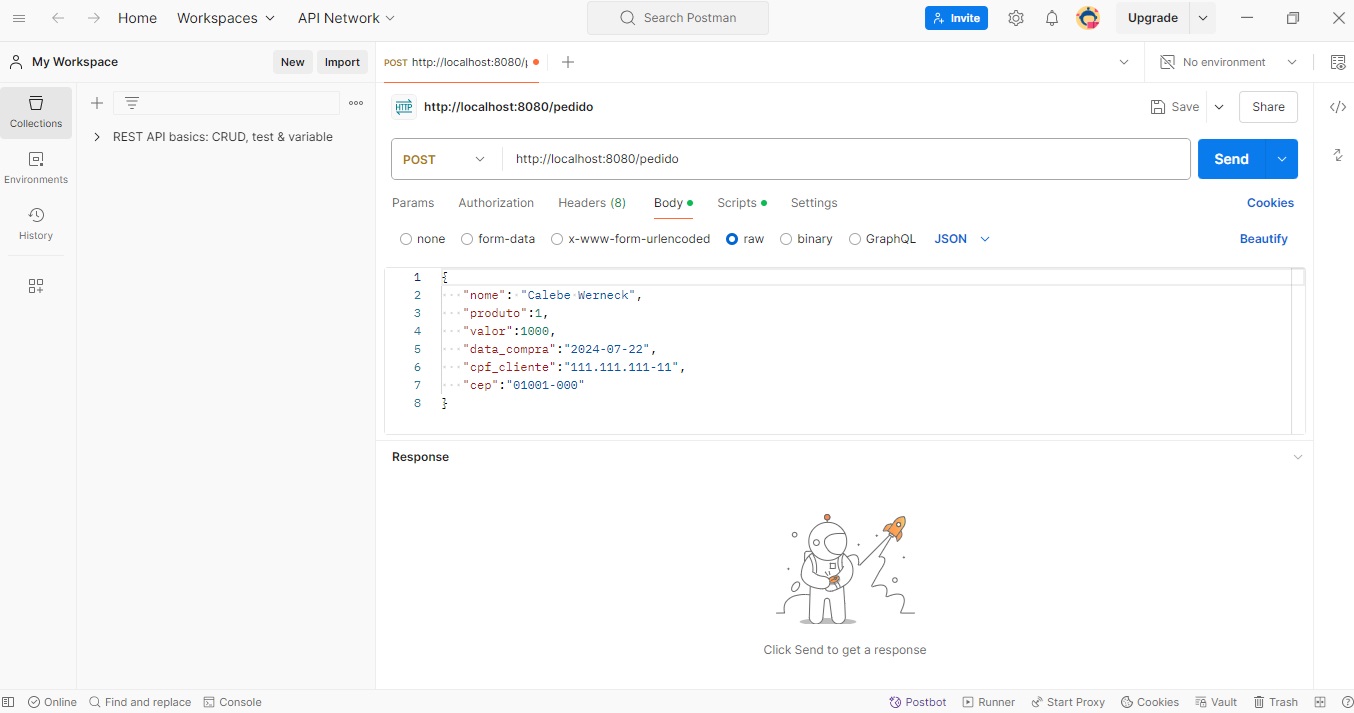 Home Workspaces API Network Search Postman Invite Upgrade
My Workspace New Import POST http://localhost:8080/p No environment
Collections
Environments
History
REST API basics: CRUD, test & variable
HTTP http://localhost:8080/pedido Save Share
POST http://localhost:8080/pedido Send
Params Authorization Headers (8) Body Scripts Settings Cookies
none form-data x-www-form-urlencoded raw binary GraphQL JSON Beautify
1 {
2 "nome": "Calebe Werneck",
3 "produto":1,
4 "valor":1000,
5 "data_compra":"2024-07-22",
6 "cpf_cliente":"111.111.111-11",
7 "cep":"01001-000"
8 }
Response
Click Send to get a response
Online Find and replace Console Postbot Runner Start Proxy Cookies Vault Trash